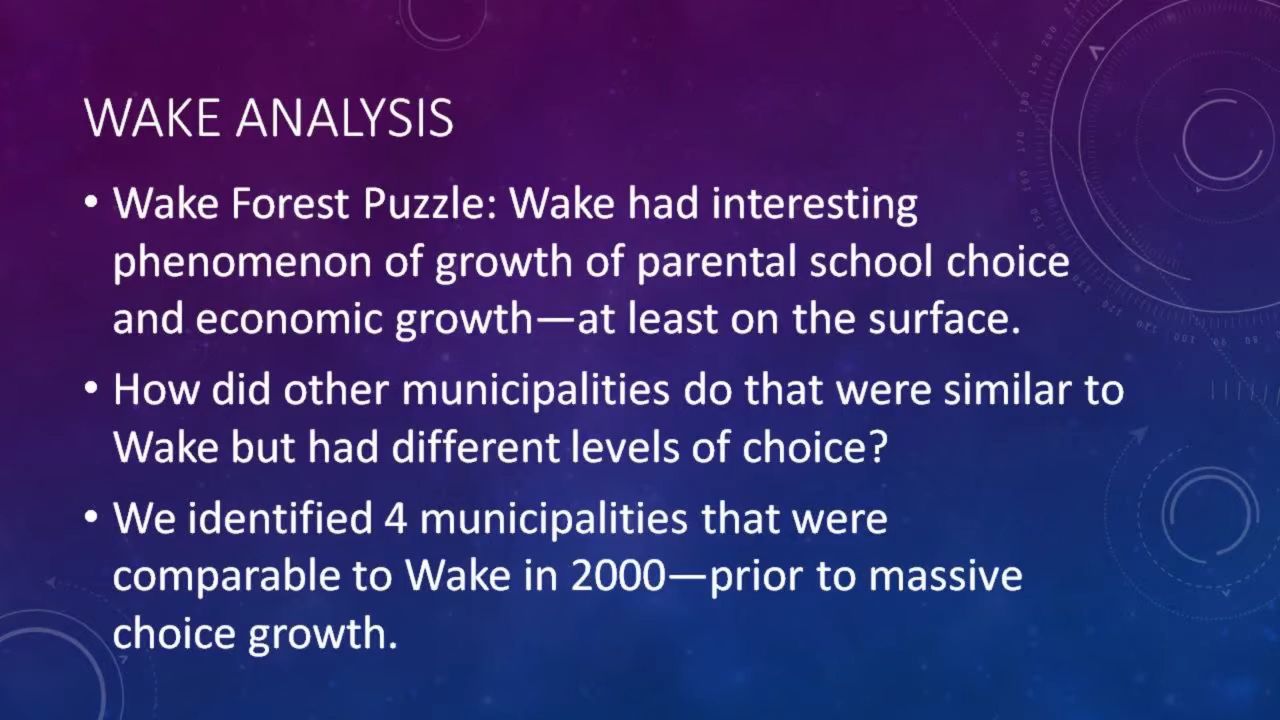 WAKE ANALYSIS
• Wake Forest Puzzle: Wake had interesting
phenomenon of growth of parental school choice
and economic growth—at least on the surface.
• How did other municipalities do that were similar to
Wake but had different levels of choice?
• We identified 4 municipalities that were
comparable to Wake in 2000—prior to massive
choice growth.